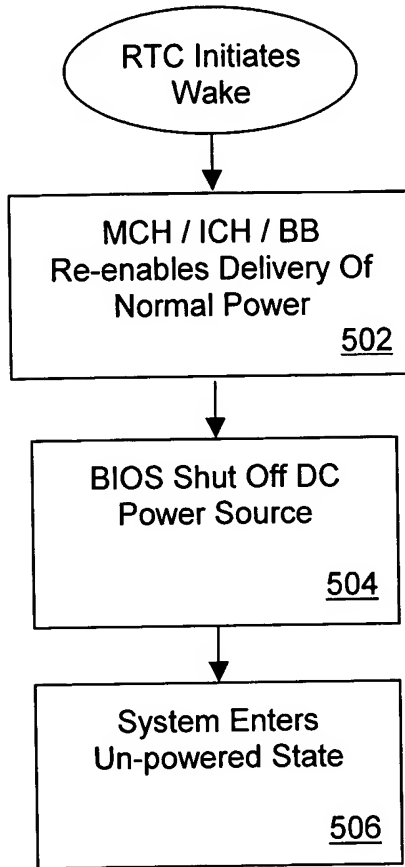 RTC Initiates
Wake
MCH / ICH / BB
Re-enables Delivery Of
Normal Power
502
BIOS Shut Off DC
Power Source
504
System Enters
Un-powered State
506